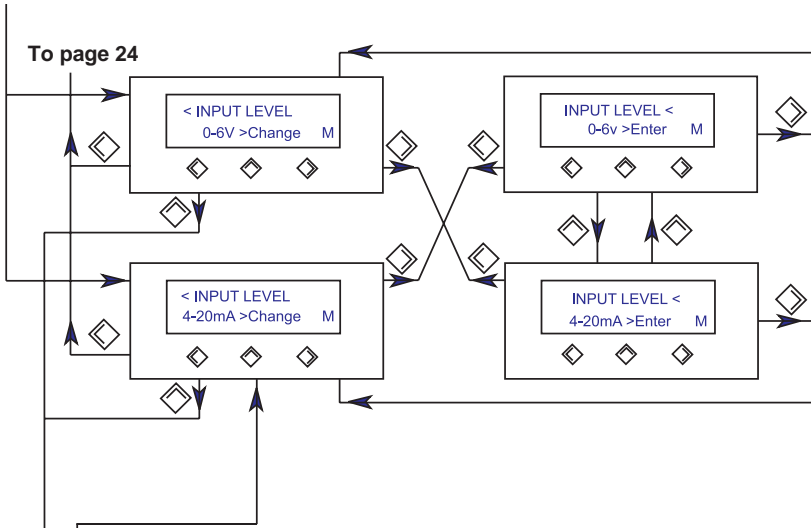 To page 24
< INPUT LEVEL
0-6V >Change M
INPUT LEVEL <
0-6v >Enter M
< INPUT LEVEL
4-20mA >Change M
INPUT LEVEL <
4-20mA >Enter M